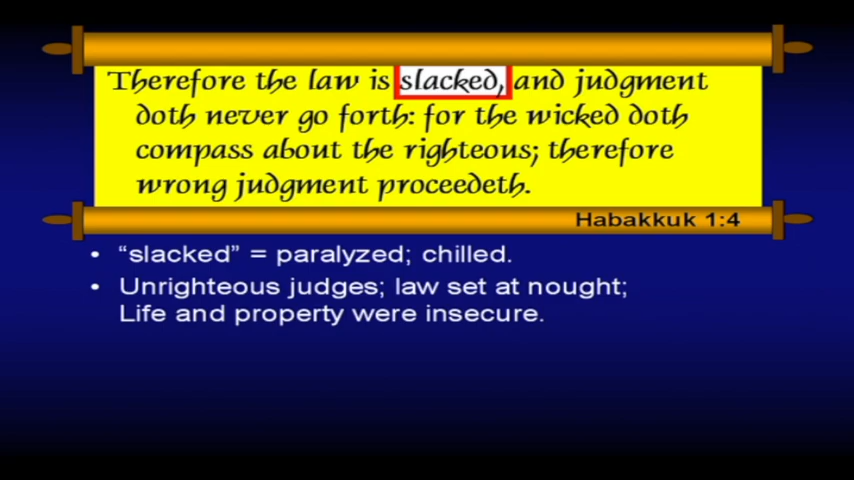 Therefore the law is slacked, and judgment
doth never go forth: for the wicked doth
compass about the righteous; therefore
wrong judgment proceedeth.
Habakkuk 1:4
• “slacked” = paralyzed; chilled.
• Unrighteous judges; law set at nought;
Life and property were insecure.